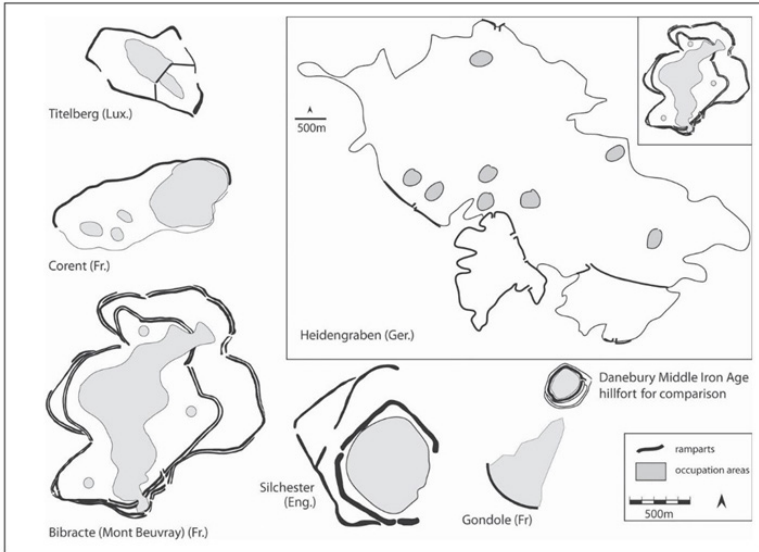 Titelberg (Lux.)
500m
Corent (Fr.)
Heidengraben (Ger.)
Danebury Middle Iron Age
hillfort for comparison
Silchester
(Eng.)
Gondole (Fr)
ramparts
occupation areas
500m
Bibracte (Mont Beuvray) (Fr.)